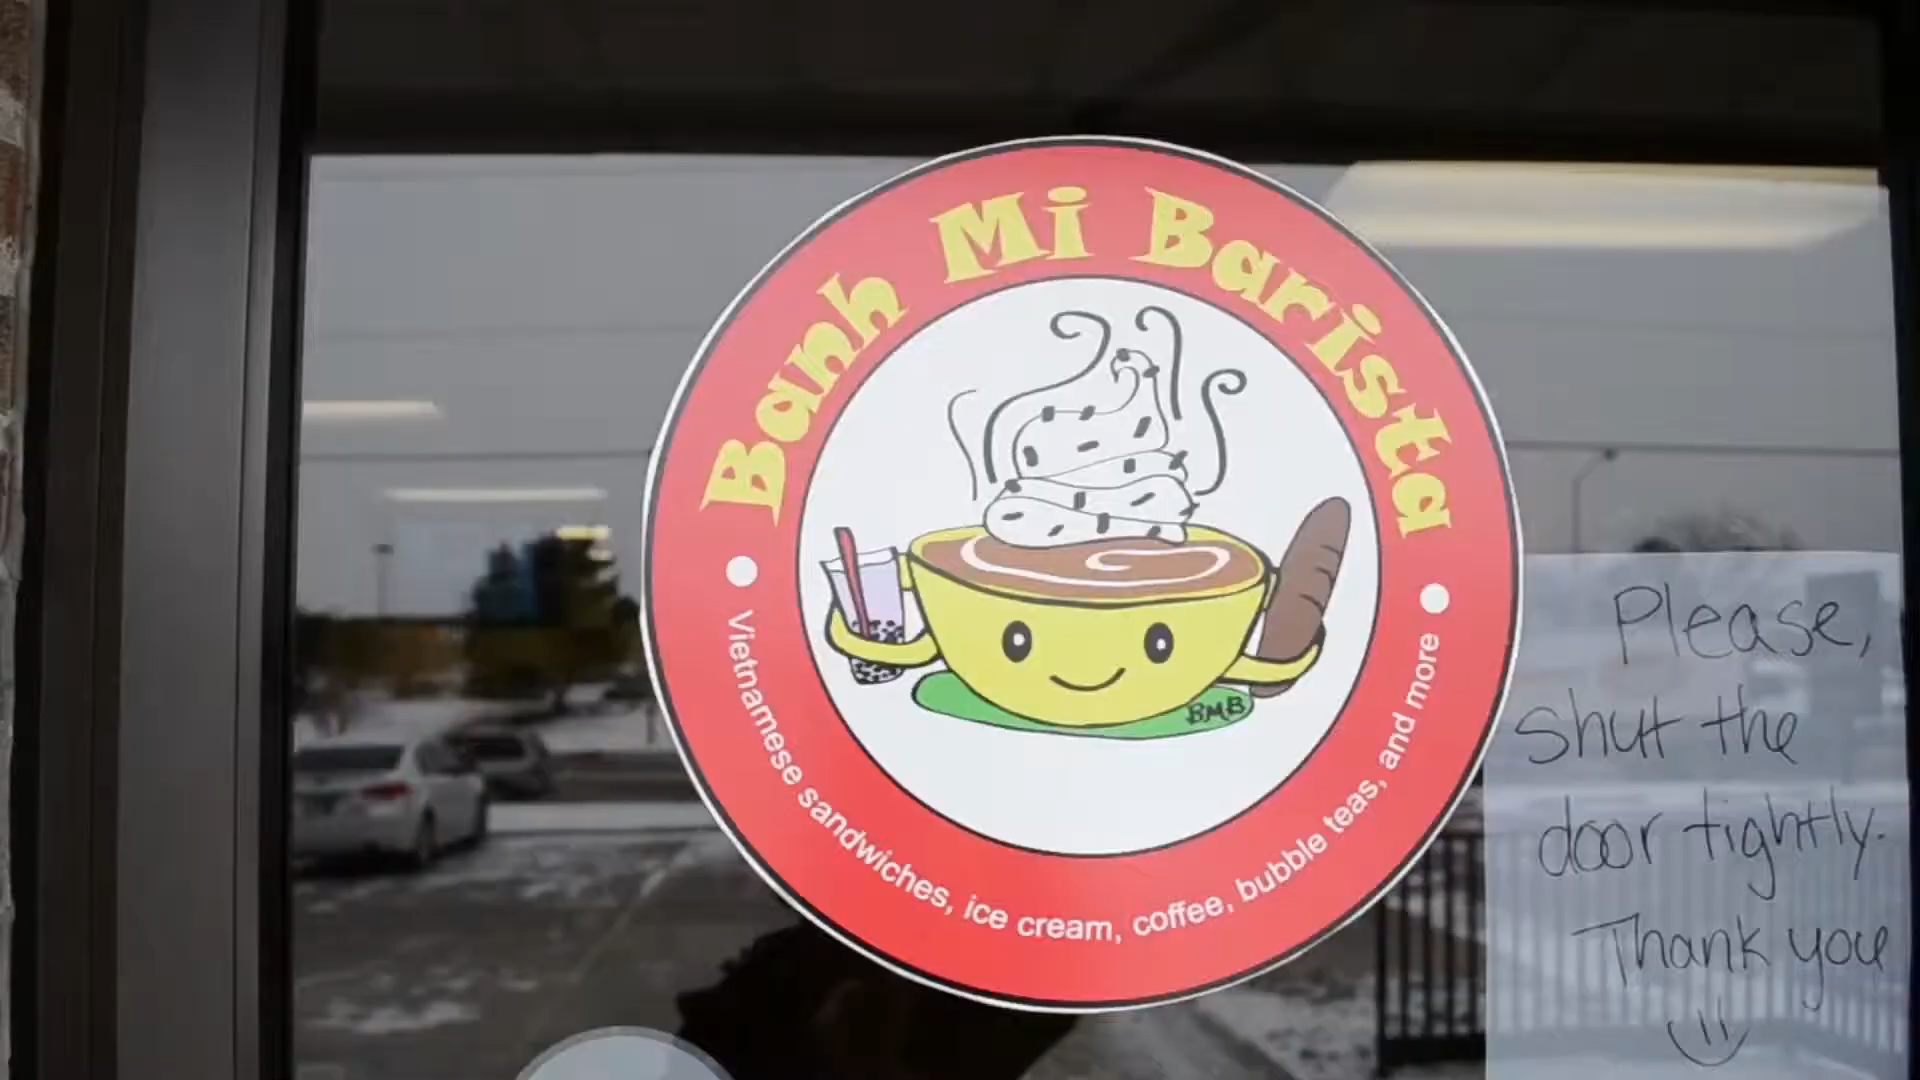 Banh Mi Barista
• Vietnamese sandwiches, ice cream, coffee, bubble teas, and more •
BMB
Please,
shut the
door tightly.
Thank you